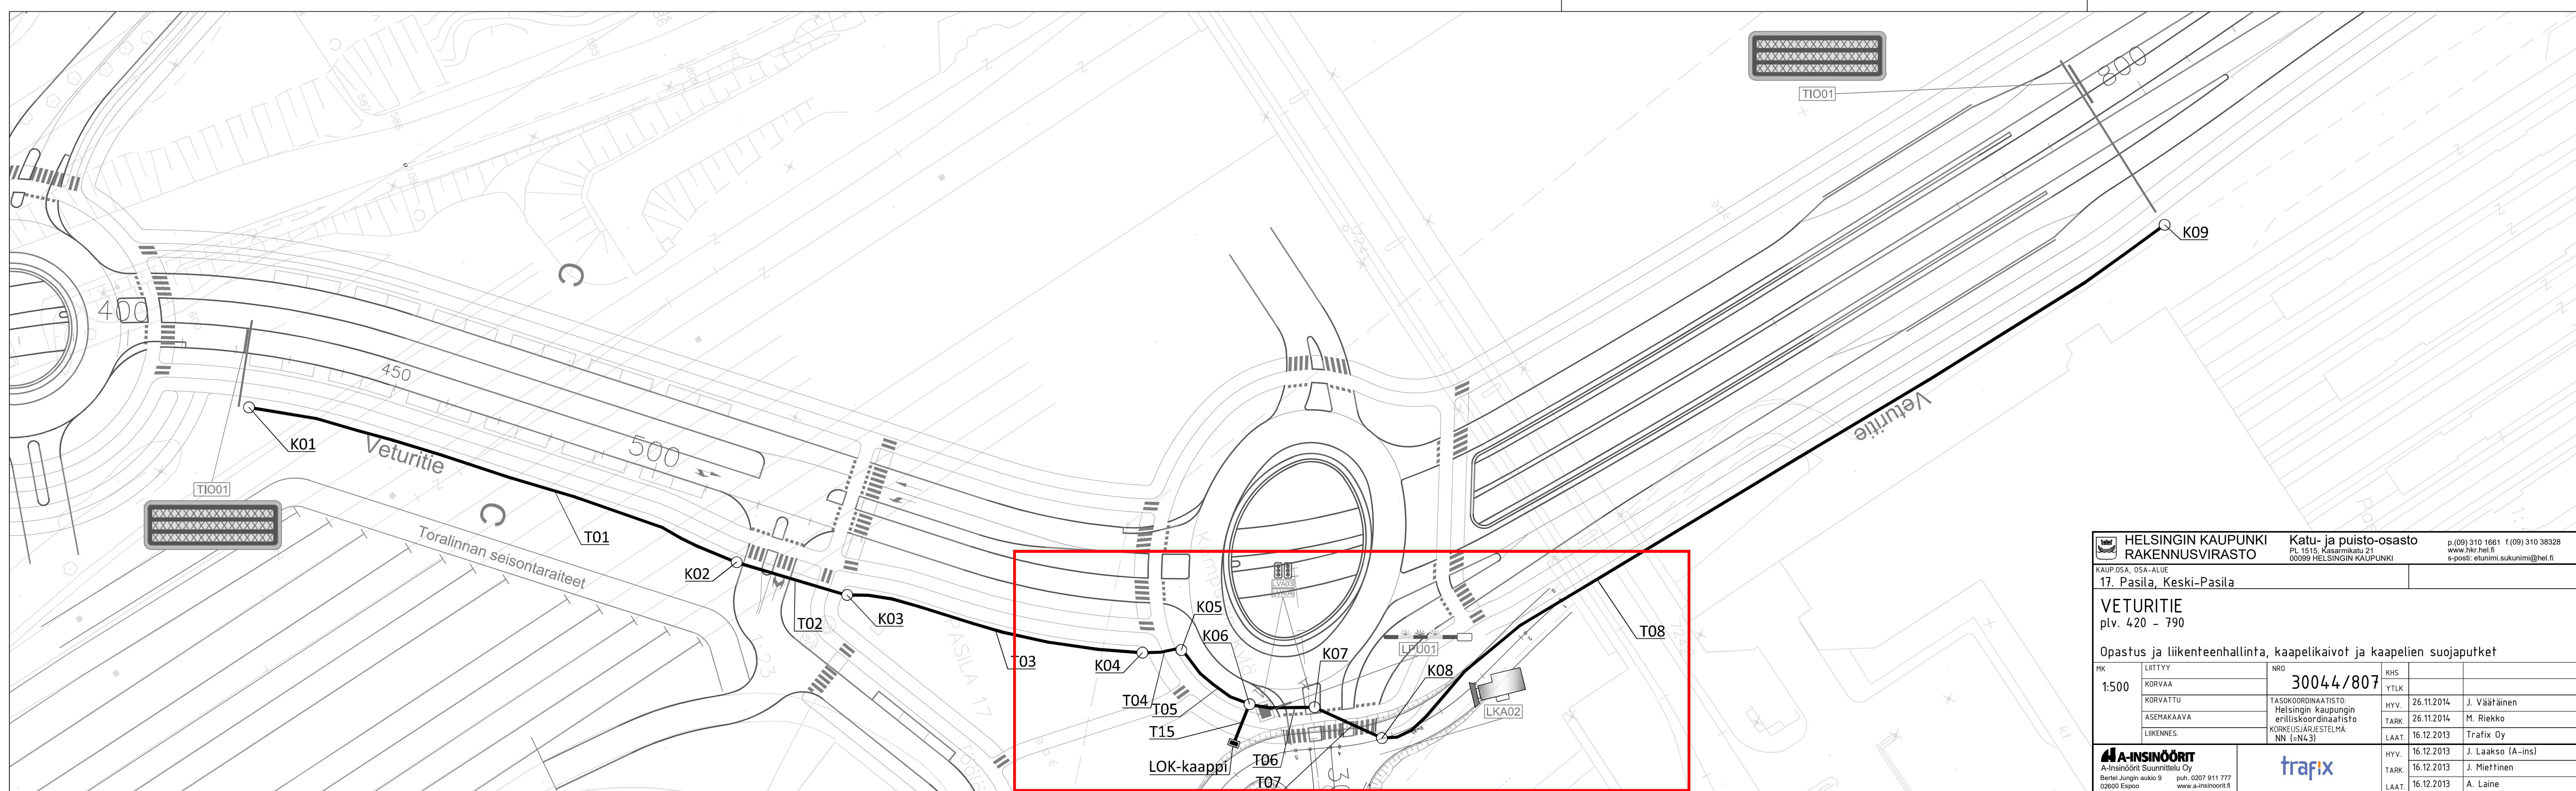 TIO01
800
K09
C
400
450
K01
Veturitie
500
TIO01
C
T01
Toralinnan seisontaraiteet
K02
T02
K03
T03
K04
K05
K06
T04
T05
T15
LOK-kaappi
T06
T07
K07
K08
LVA03
LPU01
LKA02
T08
Veturitie
PASILA 17
HELSINGIN KAUPUNKI
RAKENNUSVIRASTO
Katu- ja puisto-osasto
PL 1515, Kasarmikatu 21
00099 HELSINGIN KAUPUNKI
p.(09) 310 1661 f.(09) 310 38328
www.hkr.hel.fi
s-posti: etunimi.sukunimi@hel.fi
KAUP.OSA, OSA-ALUE
17. Pasila, Keski-Pasila
VETURITIE
plv. 420 - 790
Opastus ja liikenteenhallinta, kaapelikaivot ja kaapelien suojaputket
MK
1:500
LIITTYY
KORVAA
KORVATTU
ASEMAKAAVA
LIIKENNES.
NRO
30044/807
TASOKOORDINAATISTO:
Helsingin kaupungin
erilliskoordinaatisto
KORKEUSJÄRJESTELMÄ:
NN (=N43)
KHS
YTLK
HYV. 26.11.2014 J. Väätäinen
TARK. 26.11.2014 M. Riekko
LAAT. 16.12.2013 Trafix Oy
HYV. 16.12.2013 J. Laakso (A-ins)
TARK. 16.12.2013 J. Miettinen
LAAT. 16.12.2013 A. Laine
A-INSINÖÖRIT
A-Insinöörit Suunnittelu Oy
Bertel Jungin aukio 9 puh. 0207 911 777
02600 Espoo www.a-insinoorit.fi
trafix